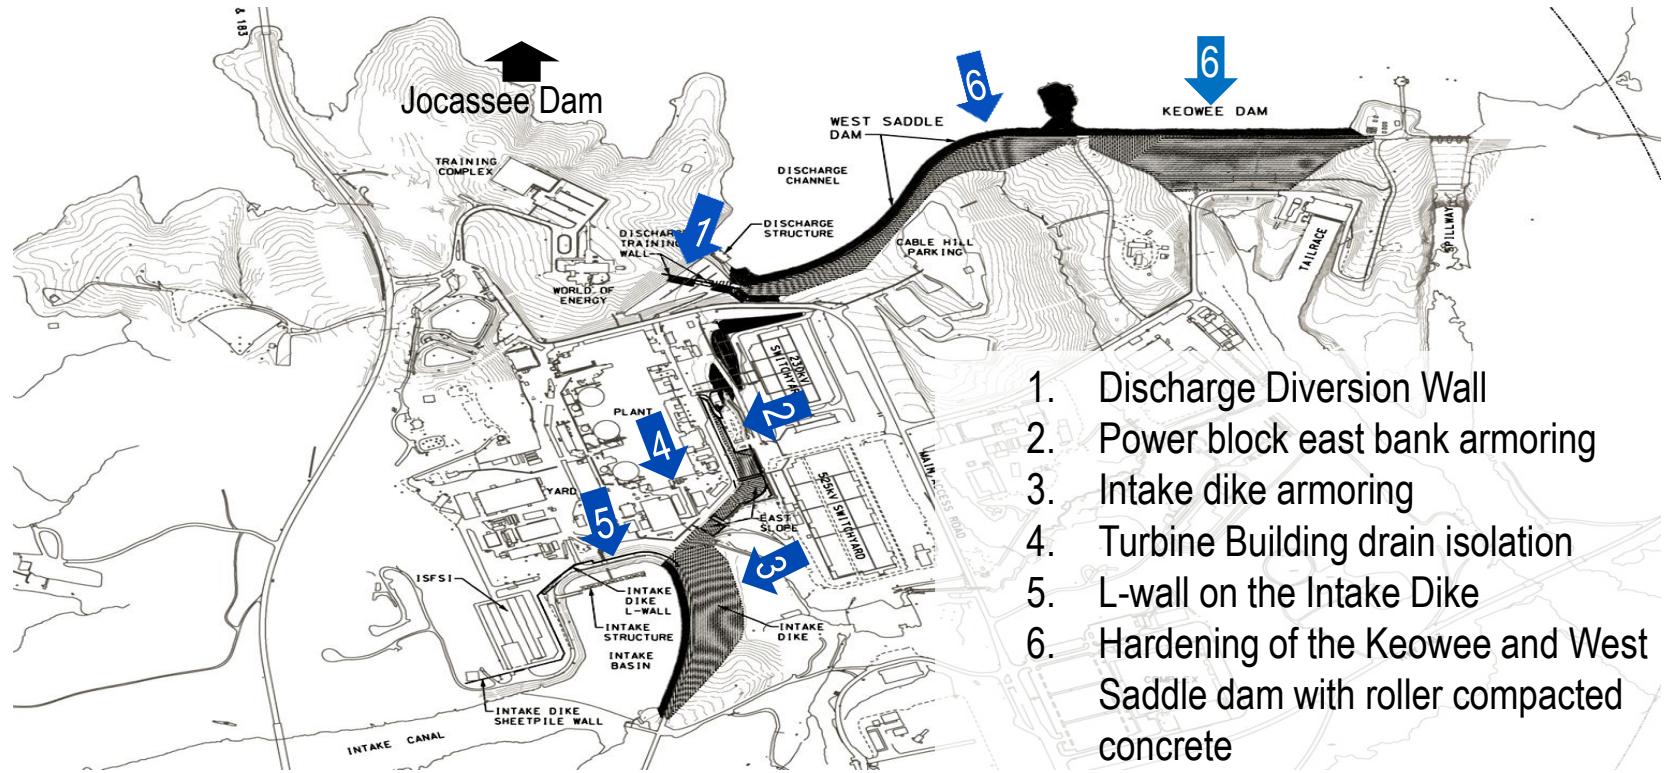 & 183
Jocassee Dam
6
6
KEOWEE DAM
WEST SADDLE
DAM
TRAINING
COMPLEX
DISCHARGE
CHANNEL
1
DISCHARGE
STRUCTURE
TRAINING
WALL
WORLD OF
ENERGY
CABLE HILL
PARKING
TAILRACE
SPILLWAY
230KV
SWITCHYARD
PLANT
2
4
YARD
5
525KV SWITCHYARD
MAIN
ACCESS ROAD
EAST
SLOPE
3
ISFSI
INTAKE
DIKE
L-WALL
INTAKE
STRUCTURE
INTAKE
BASIN
INTAKE
DIKE
INTAKE DIKE
SHEETPILE WALL
INTAKE CANAL
1. Discharge Diversion Wall
2. Power block east bank armoring
3. Intake dike armoring
4. Turbine Building drain isolation
5. L-wall on the Intake Dike
6. Hardening of the Keowee and West
Saddle dam with roller compacted
concrete
COMPLEX